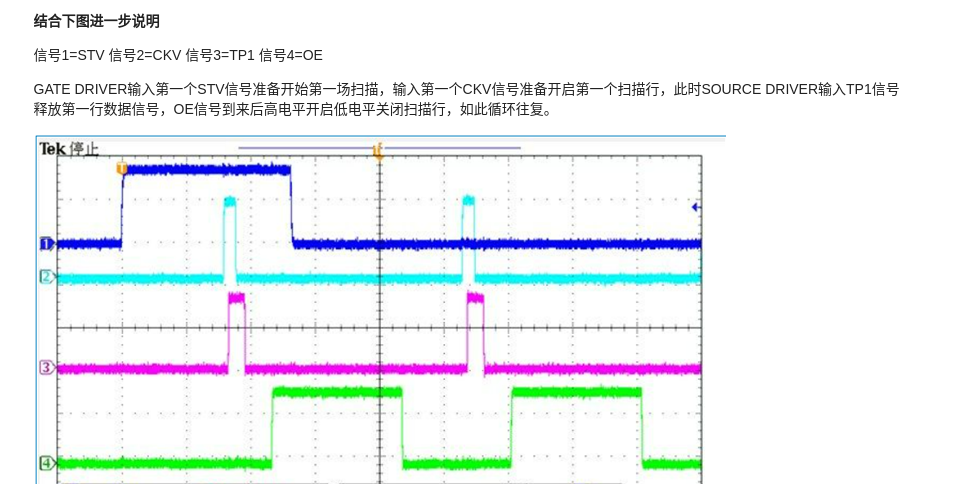 结合下图进一步说明
信号1=STV 信号2=CKV 信号3=TP1 信号4=OE
GATE DRIVER输入第一个STV信号准备开始第一场扫描，输入第一个CKV信号准备开启第一个扫描行，此时SOURCE DRIVER输入TP1信号
释放第一行数据信号，OE信号到来后高电平开启低电平关闭扫描行，如此循环往复。
Tek 停止
T
1
2
3
4